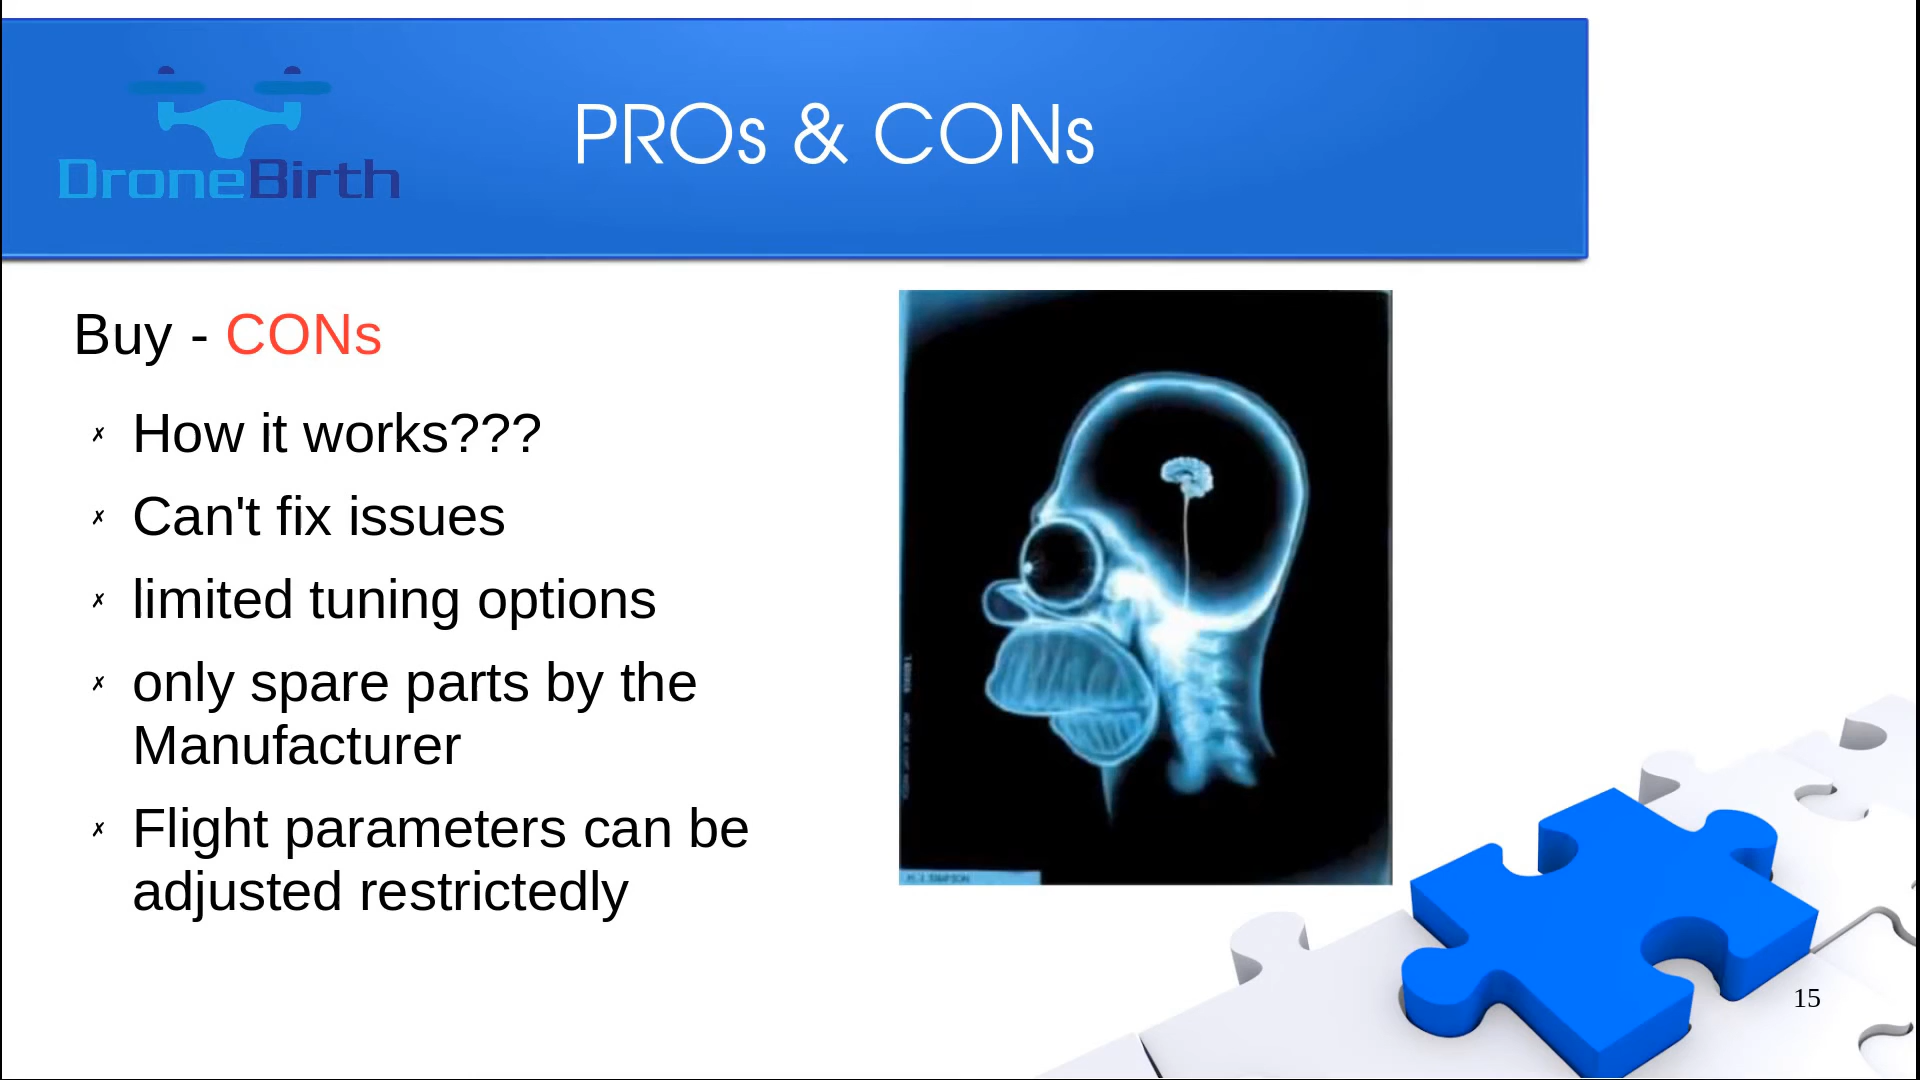 DroneBirth
PROs & CONs
Buy - CONs
✗ How it works???
✗ Can't fix issues
✗ limited tuning options
✗ only spare parts by the
Manufacturer
✗ Flight parameters can be
adjusted restrictedly
15